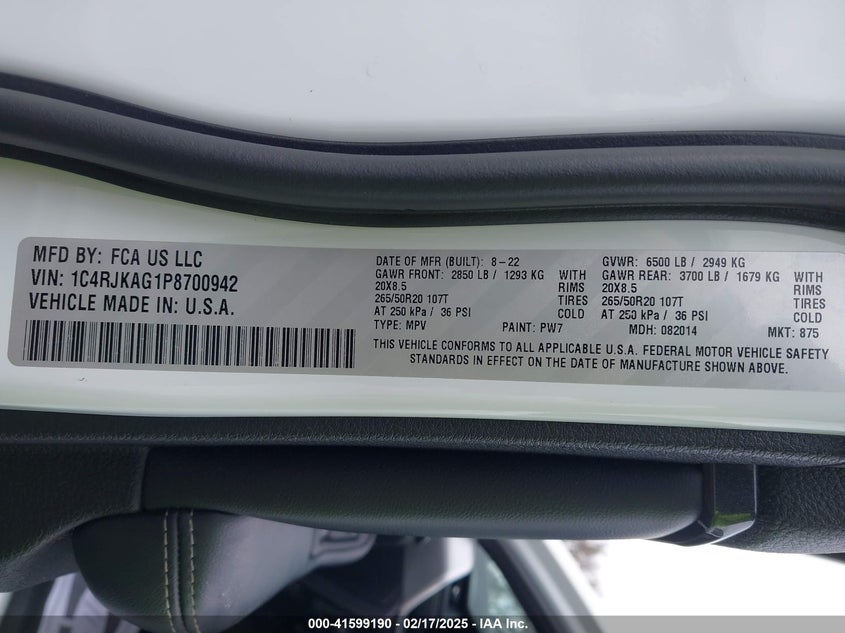 MFD BY: FCA US LLC
VIN: 1C4RJKAG1P8700942
VEHICLE MADE IN: U.S.A.
DATE OF MFR (BUILT): 8-22
GAWR FRONT: 2850 LB / 1293 KG WITH
20X8.5 RIMS
265/50R20 107T TIRES
AT 250 kPa / 36 PSI COLD
TYPE: MPV PAINT: PW7
GVWR: 6500 LB / 2949 KG
GAWR REAR: 3700 LB / 1679 KG WITH
20X8.5 RIMS
265/50R20 107T TIRES
AT 250 kPa / 36 PSI COLD
MDH: 082014 MKT: 875
THIS VEHICLE CONFORMS TO ALL APPLICABLE U.S.A. FEDERAL MOTOR VEHICLE SAFETY
STANDARDS IN EFFECT ON THE DATE OF MANUFACTURE SHOWN ABOVE.
000-41599190 - 02/17/2025 - IAA Inc.